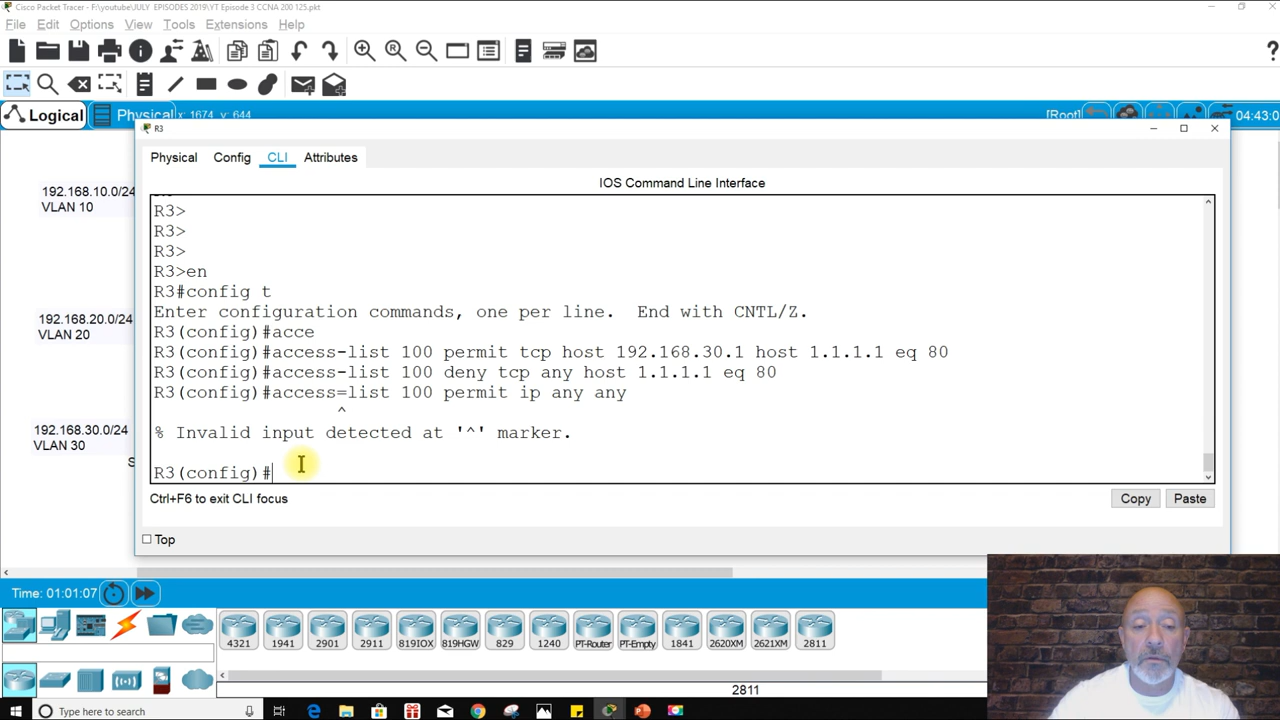 Cisco Packet Tracer - F:\youtube\JULY EPISODES 2019\YT Episode 3 CCNA 200 125.pkt
File Edit Options View Tools Extensions Help
Logical Physical x: 1674 y: 644 [Root] 04:43:0
R3
Physical Config CLI Attributes
IOS Command Line Interface
192.168.10.0/24
VLAN 10
192.168.20.0/24
VLAN 20
192.168.30.0/24
VLAN 30
S
R3>
R3>
R3>
R3>en
R3#config t
Enter configuration commands, one per line.  End with CNTL/Z.
R3(config)#acce
R3(config)#access-list 100 permit tcp host 192.168.30.1 host 1.1.1.1 eq 80
R3(config)#access-list 100 deny tcp any host 1.1.1.1 eq 80
R3(config)#access=list 100 permit ip any any
^
% Invalid input detected at '^' marker.
R3(config)#
Ctrl+F6 to exit CLI focus Copy Paste
Top
Time: 01:01:07
4321 1941 2901 2911 819IOX 819HGW 829 1240 PT-Router PT-Empty 1841 2620XM 2621XM 2811
2811
Type here to search